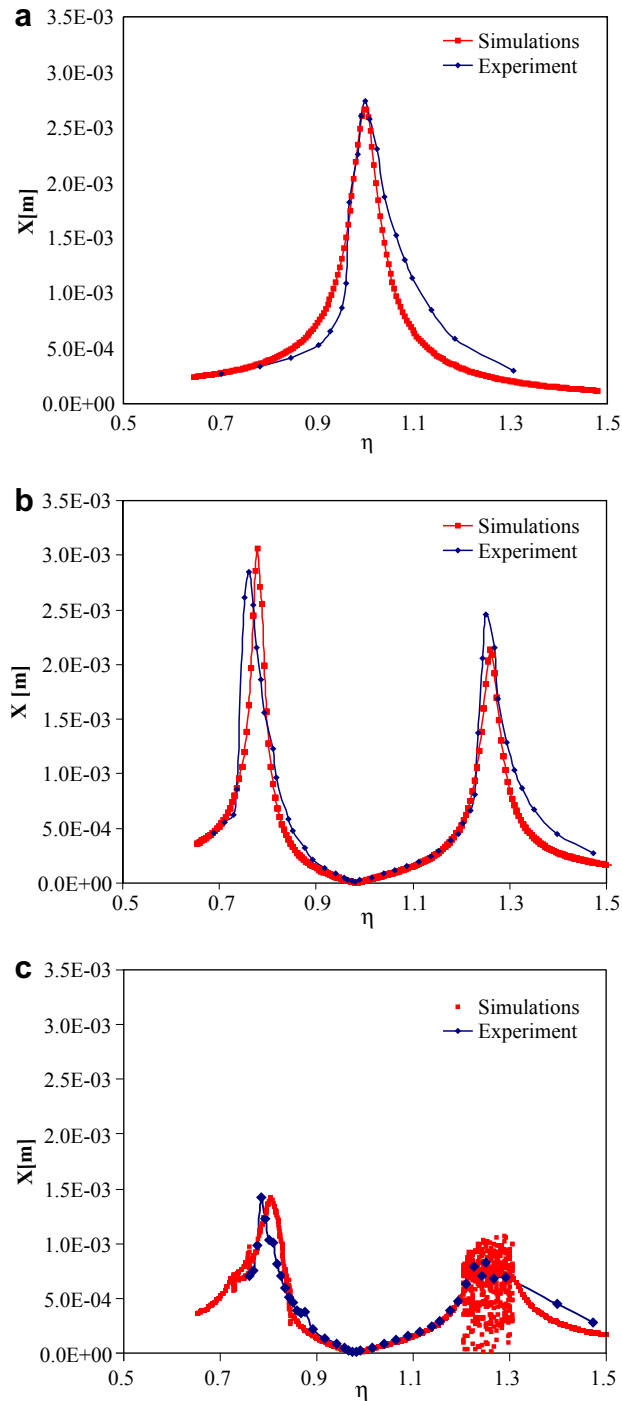 a
3.5E-03
3.0E-03
2.5E-03
2.0E-03
1.5E-03
1.0E-03
5.0E-04
0.0E+00
X[m]
Simulations
Experiment
0.5 0.7 0.9 1.1 1.3 1.5
η
b
3.5E-03
3.0E-03
2.5E-03
2.0E-03
1.5E-03
1.0E-03
5.0E-04
0.0E+00
X [m]
Simulations
Experiment
0.5 0.7 0.9 1.1 1.3 1.5
η
c
3.5E-03
3.0E-03
2.5E-03
2.0E-03
1.5E-03
1.0E-03
5.0E-04
0.0E+00
X[m]
Simulations
Experiment
0.5 0.7 0.9 1.1 1.3 1.5
η